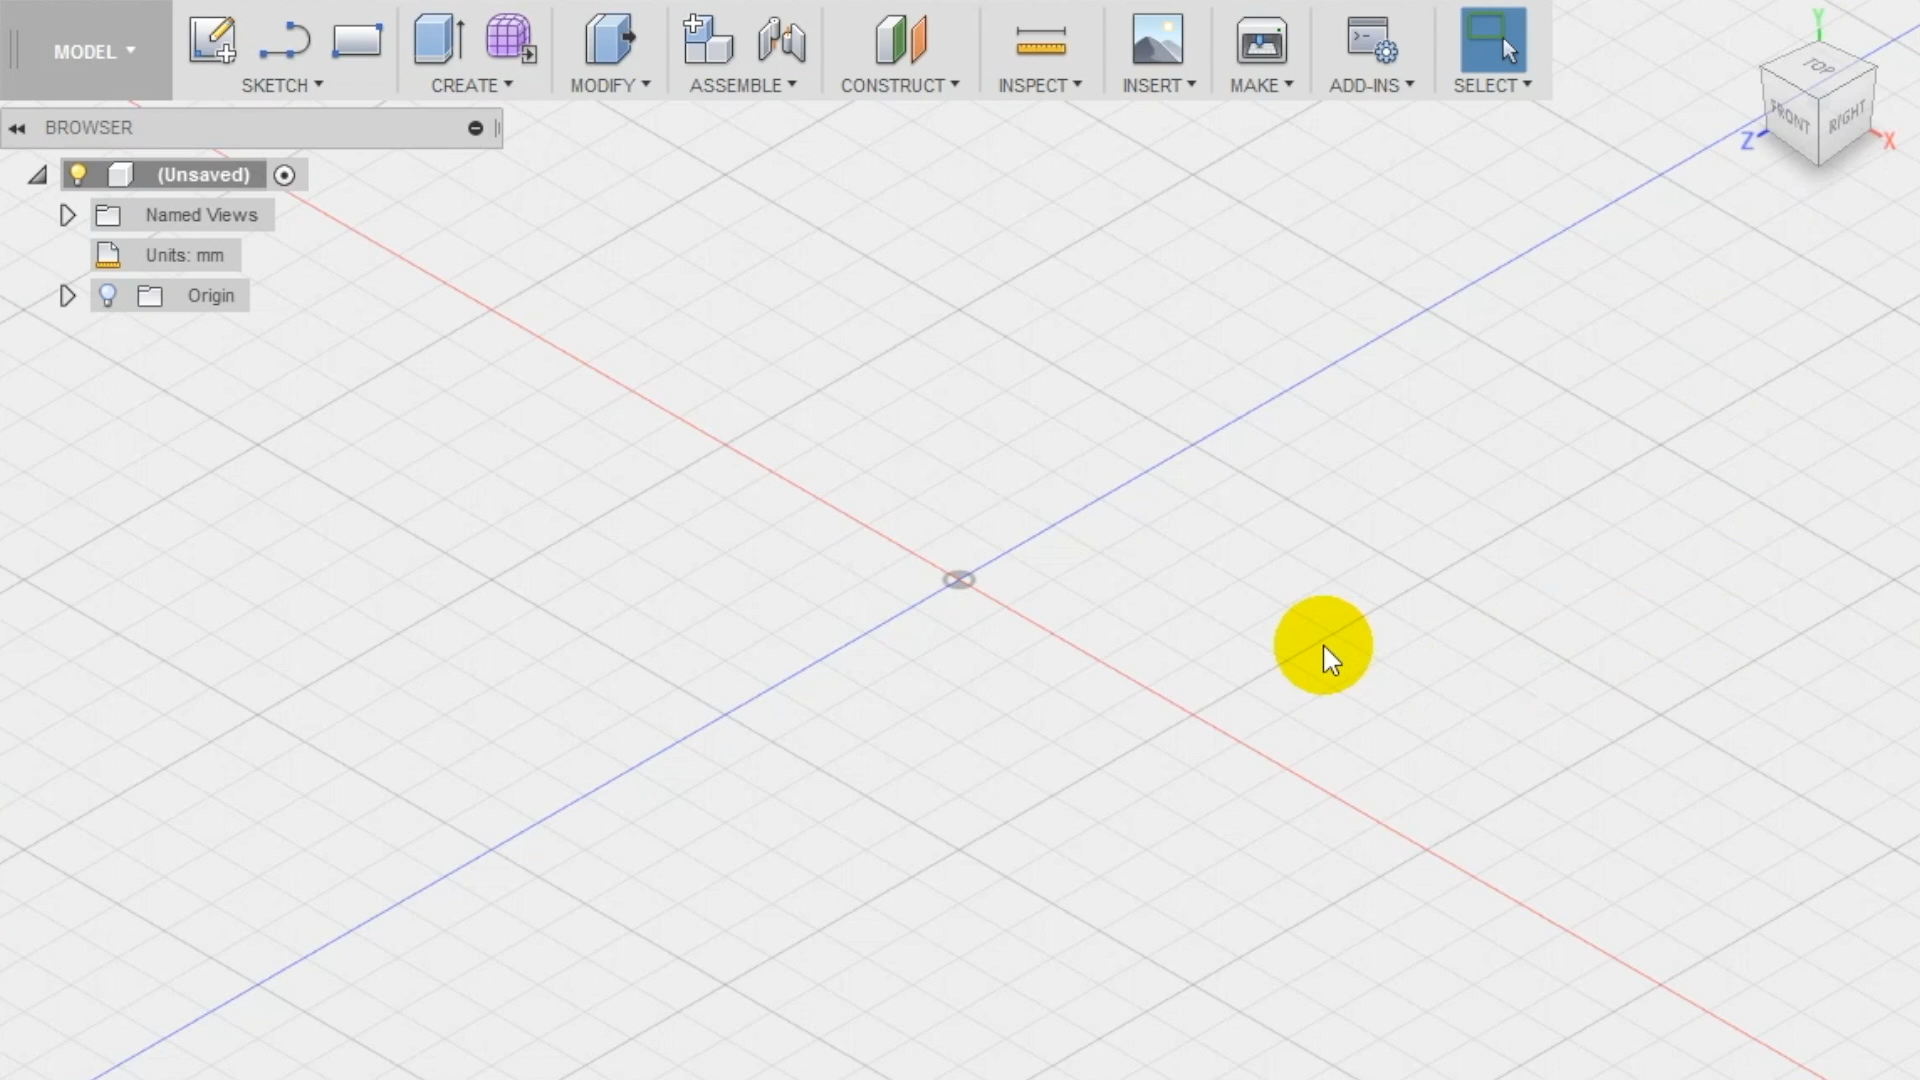 MODEL
SKETCH
CREATE
MODIFY
ASSEMBLE
CONSTRUCT
INSPECT
INSERT
MAKE
ADD-INS
SELECT
BROWSER
(Unsaved)
Named Views
Units: mm
Origin
Y
TOP
FRONT
RIGHT
Z
X